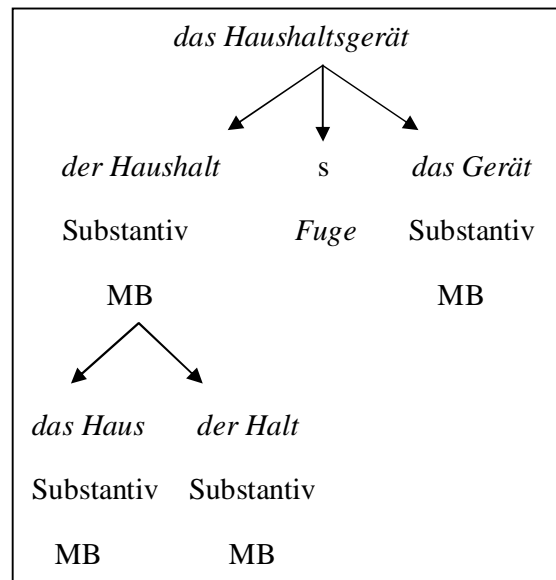 das Haushaltsgerät
der Haushalt s das Gerät
Substantiv Fuge Substantiv
MB MB
das Haus der Halt
Substantiv Substantiv
MB MB